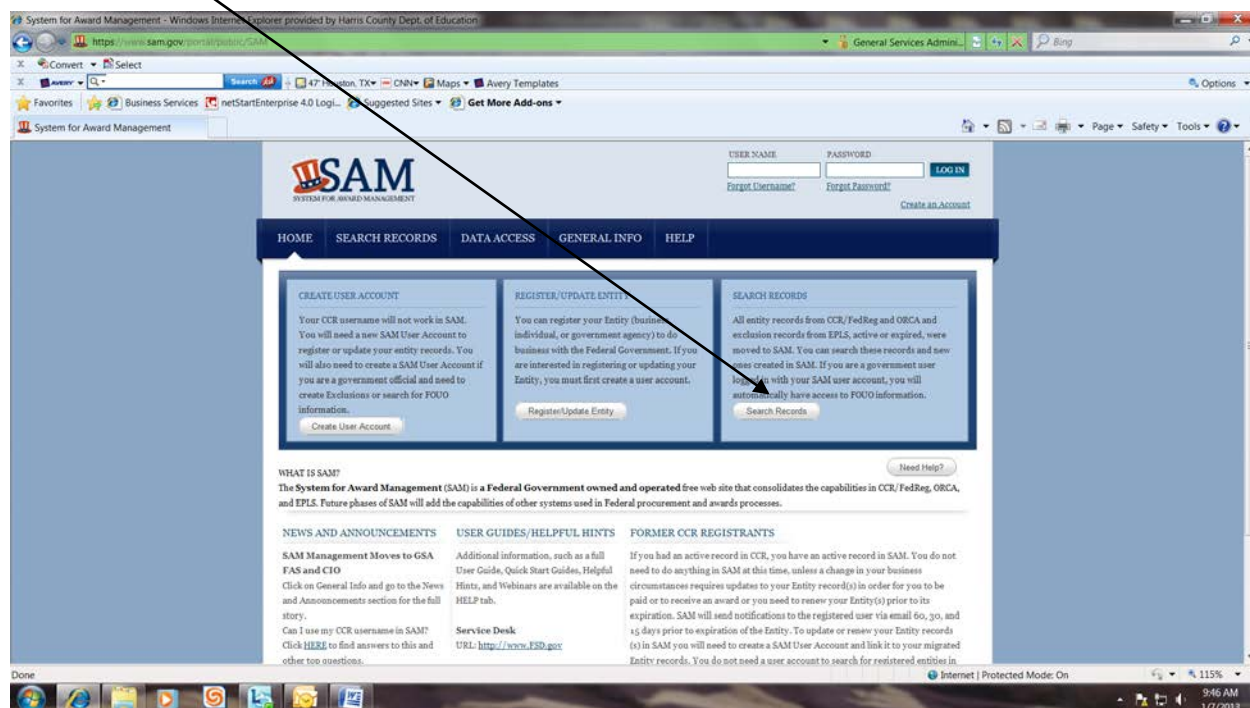 System for Award Management - Windows Internet Explorer provided by Harris County Dept. of Education
https://www.sam.gov/portal/public/SAM
General Services Admini...
Bing
X Convert Select
X AVERY Search 47° Houston, TX CNN Maps Avery Templates
Options
Favorites Business Services netStartEnterprise 4.0 Logi... Suggested Sites Get More Add-ons
System for Award Management
Page Safety Tools
USER NAME PASSWORD
LOG IN
Forgot Username? Forgot Password?
Create an Account
SAM
SYSTEM FOR AWARD MANAGEMENT
HOME SEARCH RECORDS DATA ACCESS GENERAL INFO HELP
CREATE USER ACCOUNT
Your CCR username will not work in SAM.
You will need a new SAM User Account to
register or update your entity records. You
will also need to create a SAM User Account if
you are a government official and need to
create Exclusions or search for FOUO
information.
Create User Account
REGISTER/UPDATE ENTITY
You can register your Entity (business,
individual, or government agency) to do
business with the Federal Government. If you
are interested in registering or updating your
Entity, you must first create a user account.
Register/Update Entity
SEARCH RECORDS
All entity records from CCR/FedReg and ORCA and
exclusion records from EPLS, active or expired, were
moved to SAM. You can search these records and new
ones created in SAM. If you are a government user
logged in with your SAM user account, you will
automatically have access to FOUO information.
Search Records
Need Help?
WHAT IS SAM?
The System for Award Management (SAM) is a Federal Government owned and operated free web site that consolidates the capabilities in CCR/FedReg, ORCA,
and EPLS. Future phases of SAM will add the capabilities of other systems used in Federal procurement and awards processes.
NEWS AND ANNOUNCEMENTS
SAM Management Moves to GSA
FAS and CIO
Click on General Info and go to the News
and Announcements section for the full
story.
Can I use my CCR username in SAM?
Click HERE to find answers to this and
other top questions.
USER GUIDES/HELPFUL HINTS
Additional information, such as a full
User Guide, Quick Start Guides, Helpful
Hints, and Webinars are available on the
HELP tab.
Service Desk
URL: http://www.FSD.gov
FORMER CCR REGISTRANTS
If you had an active record in CCR, you have an active record in SAM. You do not
need to do anything in SAM at this time, unless a change in your business
circumstances requires updates to your Entity record(s) in order for you to be
paid or to receive an award or you need to renew your Entity(s) prior to its
expiration. SAM will send notifications to the registered user via email 60, 30, and
15 days prior to expiration of the Entity. To update or renew your Entity records
(s) in SAM you will need to create a SAM User Account and link it to your migrated
Entity records. You do not need a user account to search for registered entities in
Done
Internet | Protected Mode: On
115%
9:46 AM
1/7/2013